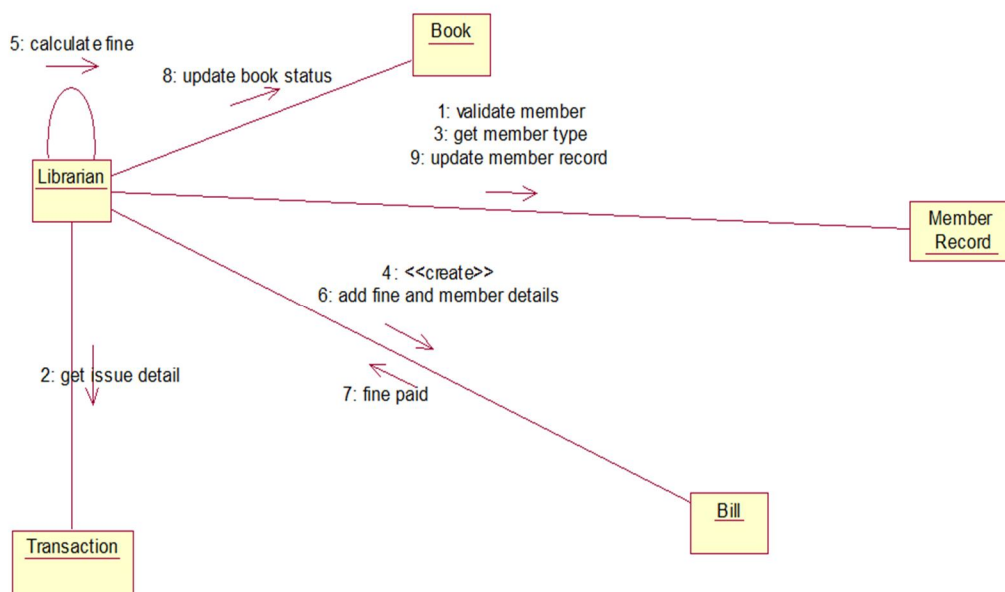 Book
5: calculate fine
8: update book status
1: validate member
3: get member type
9: update member record
Librarian
Member
Record
4: <<create>>
6: add fine and member details
2: get issue detail
7: fine paid
Bill
Transaction